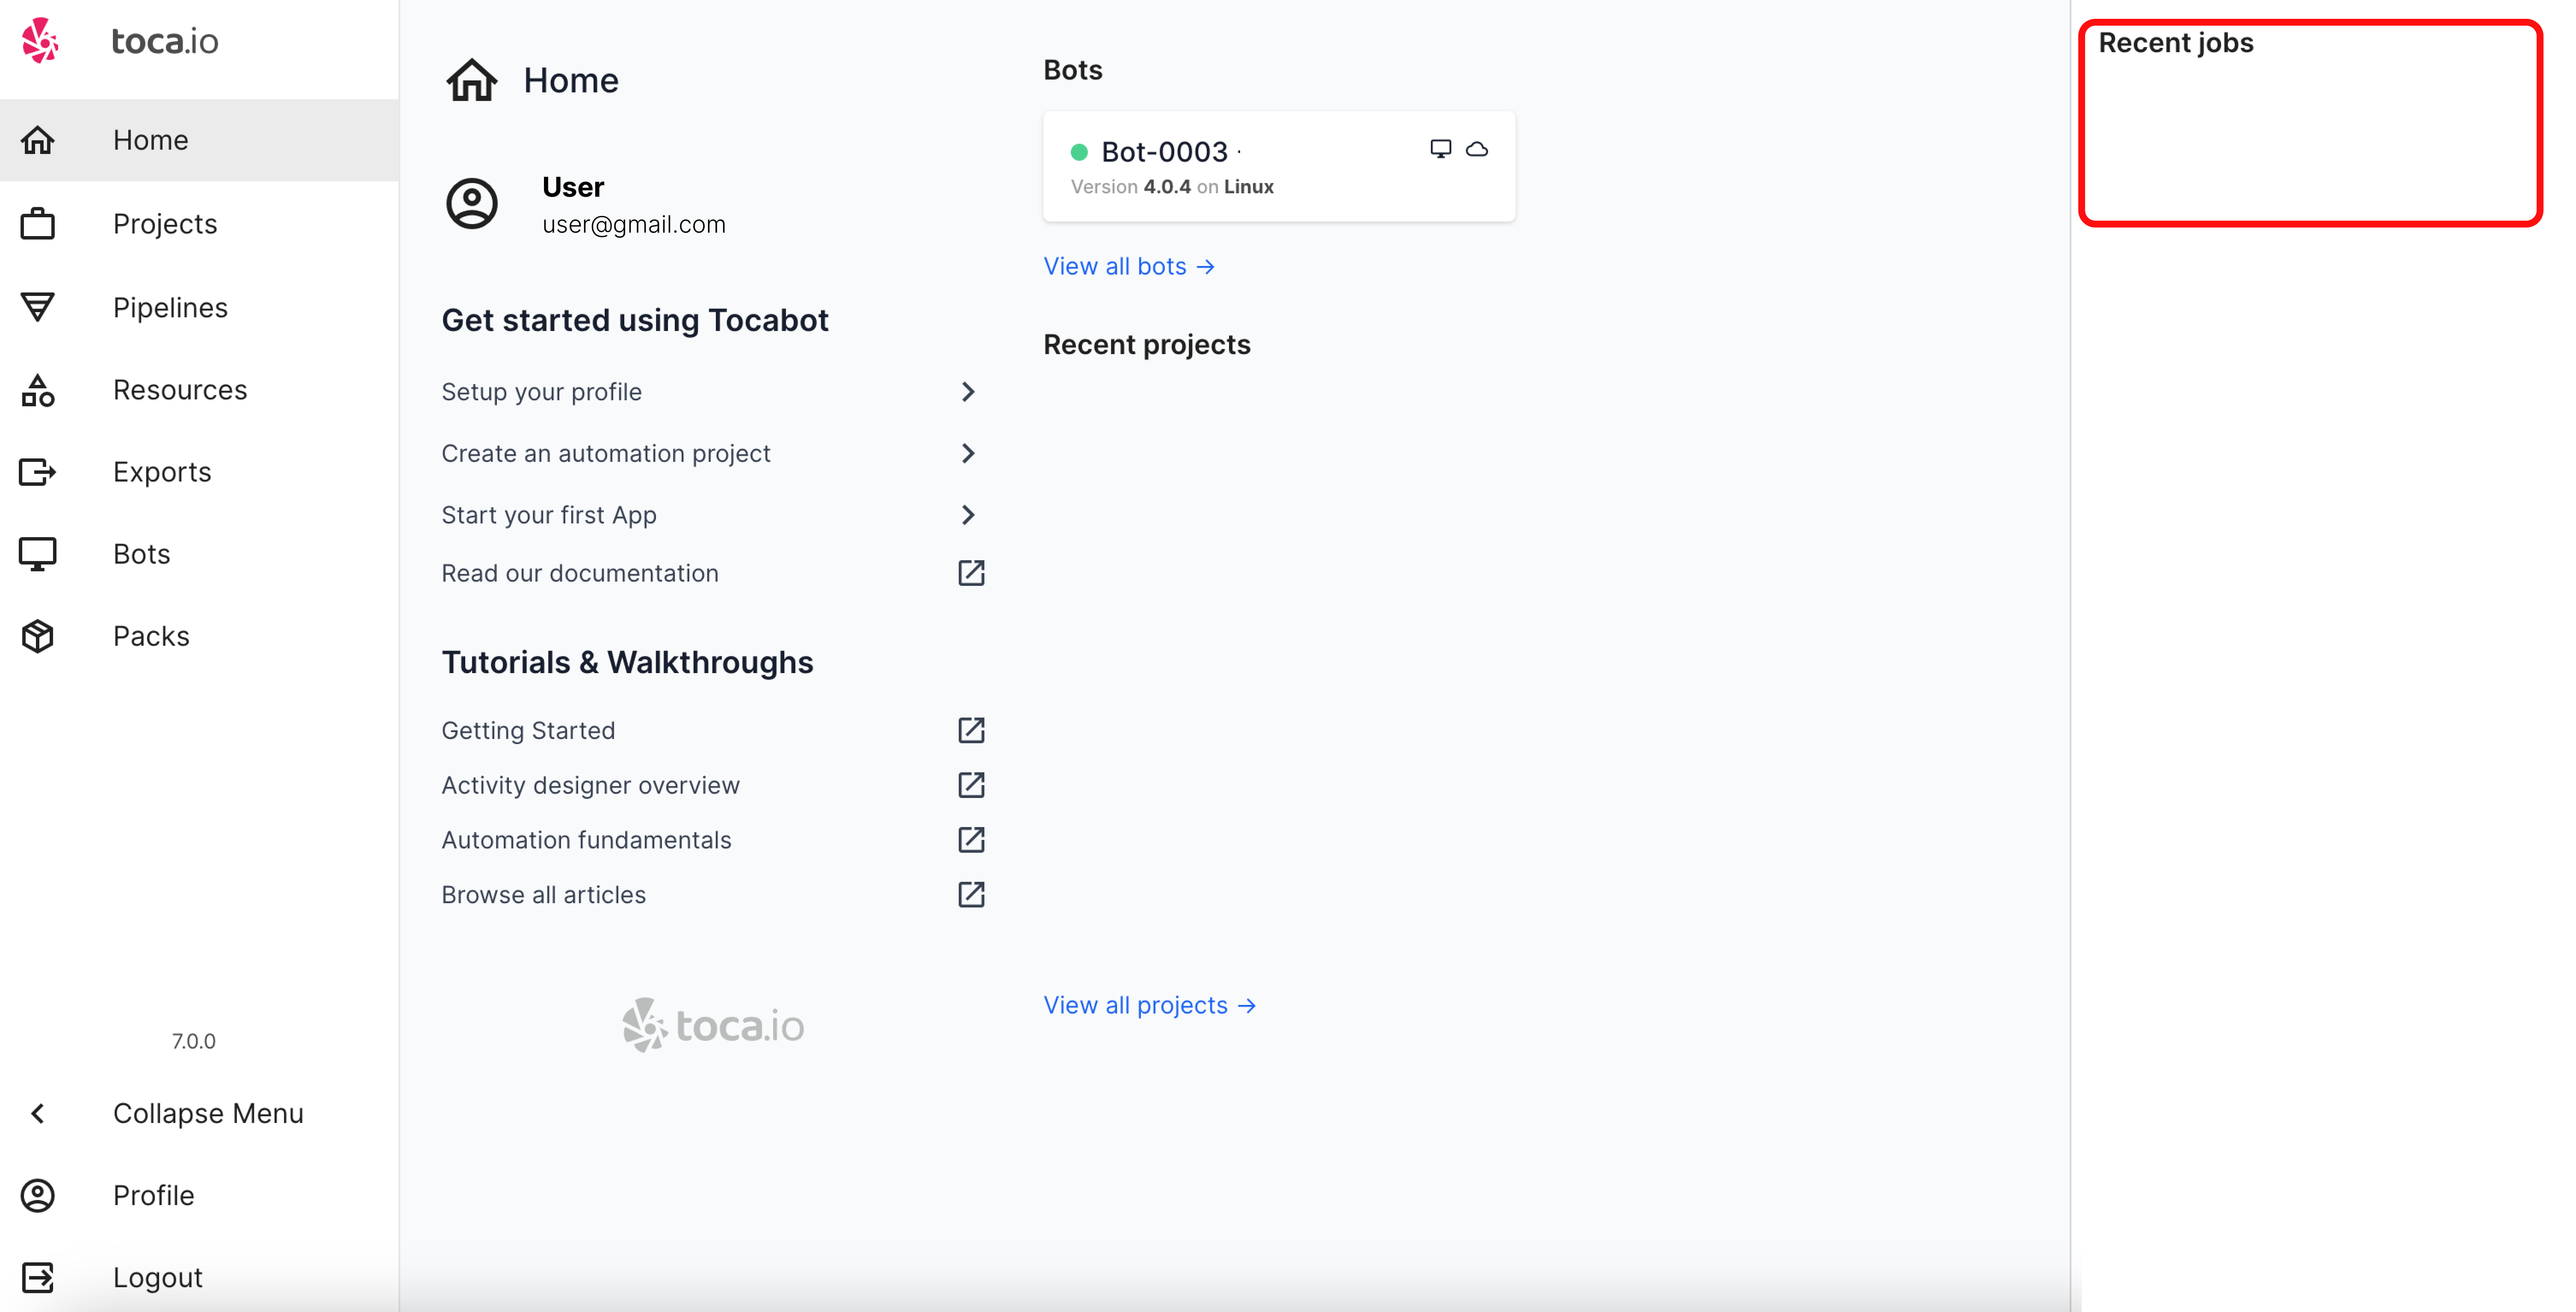 toca.io
Home
Projects
Pipelines
Resources
Exports
Bots
Packs
7.0.0
Collapse Menu
Profile
Logout
Home
User
user@gmail.com
Get started using Tocabot
Setup your profile
Create an automation project
Start your first App
Read our documentation
Tutorials & Walkthroughs
Getting Started
Activity designer overview
Automation fundamentals
Browse all articles
toca.io
Bots
Bot-0003 ·
Version 4.0.4 on Linux
View all bots →
Recent projects
View all projects →
Recent jobs